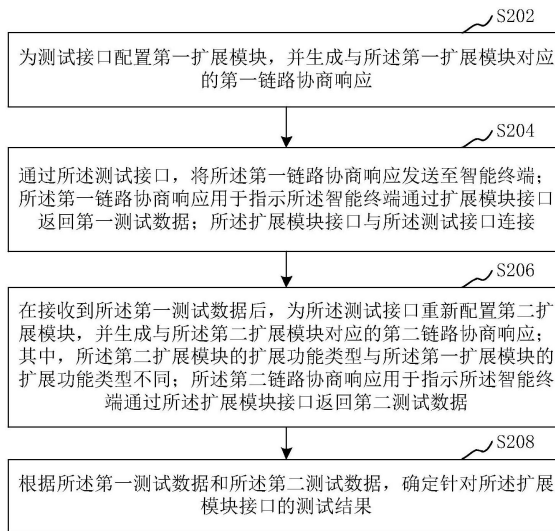 S202
为测试接口配置第一扩展模块，并生成与所述第一扩展模块对应
的第一链路协商响应
S204
通过所述测试接口，将所述第一链路协商响应发送至智能终端；
所述第一链路协商响应用于指示所述智能终端通过扩展模块接口
返回第一测试数据；所述扩展模块接口与所述测试接口连接
S206
在接收到所述第一测试数据后，为所述测试接口重新配置第二扩
展模块，并生成与所述第二扩展模块对应的第二链路协商响应；
其中，所述第二扩展模块的扩展功能类型与所述第一扩展模块的
扩展功能类型不同；所述第二链路协商响应用于指示所述智能终
端通过所述扩展模块接口返回第二测试数据
S208
根据所述第一测试数据和所述第二测试数据，确定针对所述扩展
模块接口的测试结果